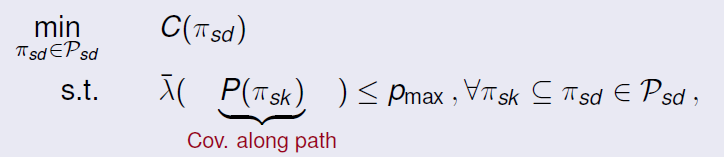 min C(π_sd)
π_sd∈𝒫_sd
s.t. λ̄( P(π_sk) ) ≤ p_max , ∀π_sk ⊆ π_sd ∈ 𝒫_sd ,
Cov. along path